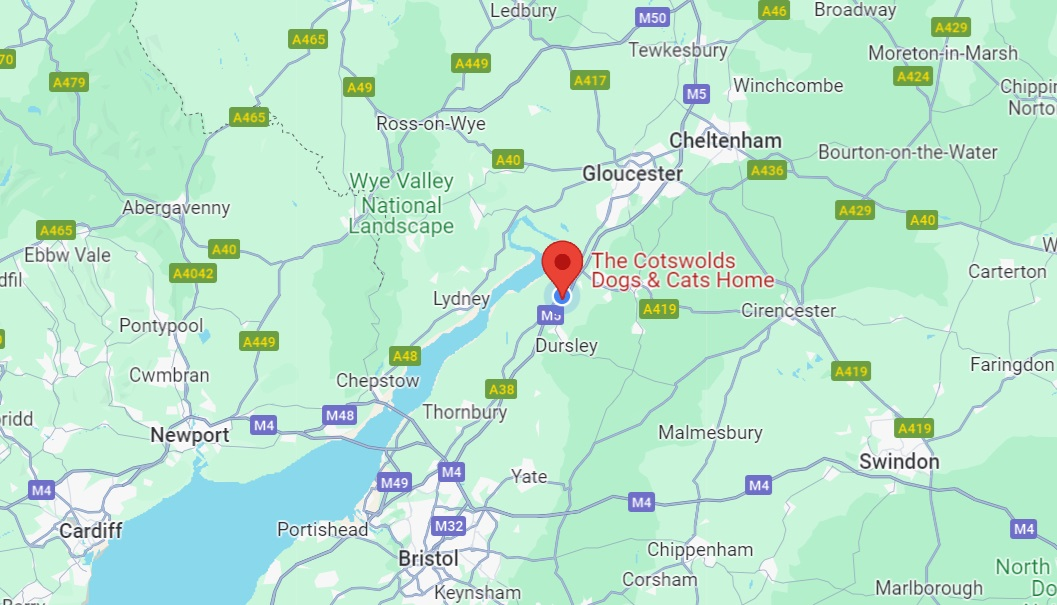 Ledbury
M50
A46
Broadway
A465
A429
Tewkesbury
Moreton-in-Marsh
70
A479
A449
A49
A417
M5
Winchcombe
A424
Chippin
Norto
A465
Ross-on-Wye
Cheltenham
Bourton-on-the-Water
A40
Gloucester
A436
Wye Valley
National
Landscape
Abergavenny
A429
A40
A465
Ebbw Vale
A40
W
A4042
The Cotswolds
Dogs & Cats Home
Carterton
dfil
Lydney
A419
Cirencester
M5
Pontypool
A449
Dursley
A48
Cwmbran
Chepstow
A38
A419
Faringdon
ridd
M4
M48
Thornbury
Newport
Malmesbury
A419
Swindon
M4
M49
M4
Yate
M4
M4
Cardiff
Portishead
M32
M4
Bristol
Chippenham
Corsham
North
Do
Keynsham
Marlborough